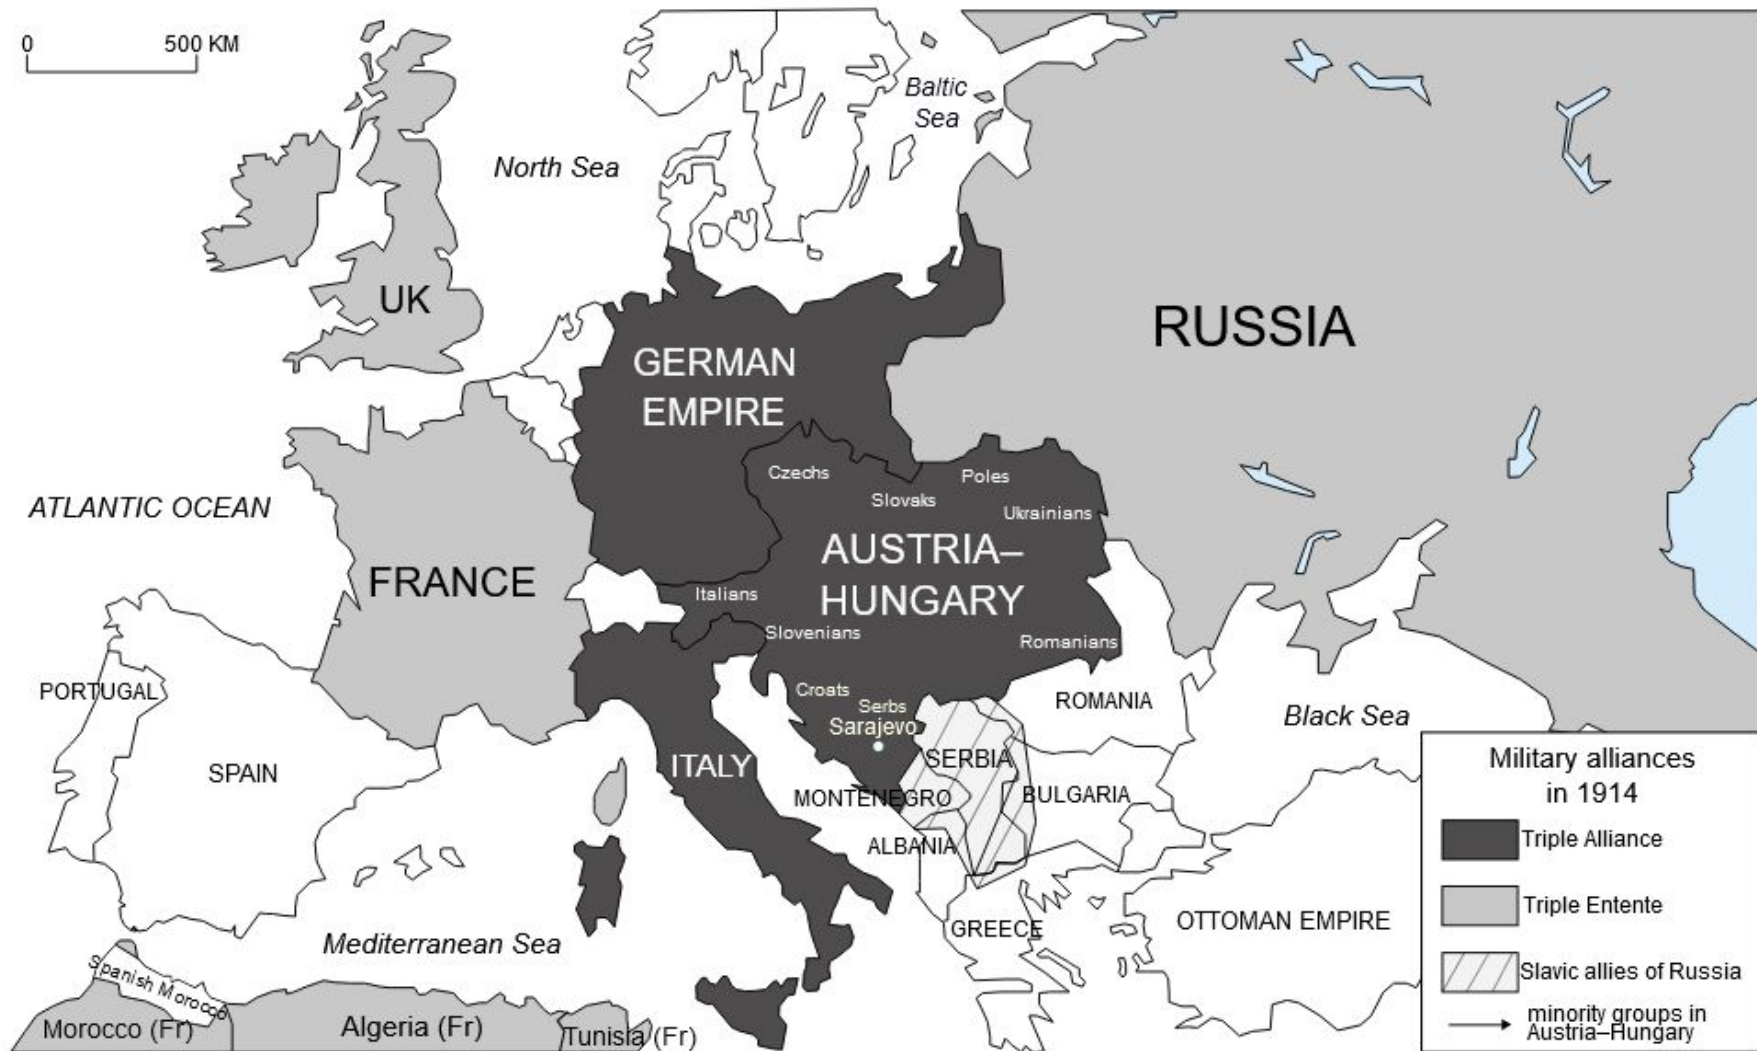 0 500 KM
Baltic
Sea
North Sea
UK
RUSSIA
GERMAN
EMPIRE
Czechs
Poles
Slovaks
Ukrainians
ATLANTIC OCEAN
AUSTRIA–
HUNGARY
FRANCE
Italians
Slovenians
Romanians
PORTUGAL
Croats
Serbs
Sarajevo
ROMANIA
Black Sea
SPAIN
ITALY
SERBIA
MONTENEGRO
BULGARIA
ALBANIA
GREECE
OTTOMAN EMPIRE
Mediterranean Sea
Spanish Morocco
Morocco (Fr)
Algeria (Fr)
Tunisia (Fr)
Military alliances
in 1914
Triple Alliance
Triple Entente
Slavic allies of Russia
minority groups in
Austria–Hungary